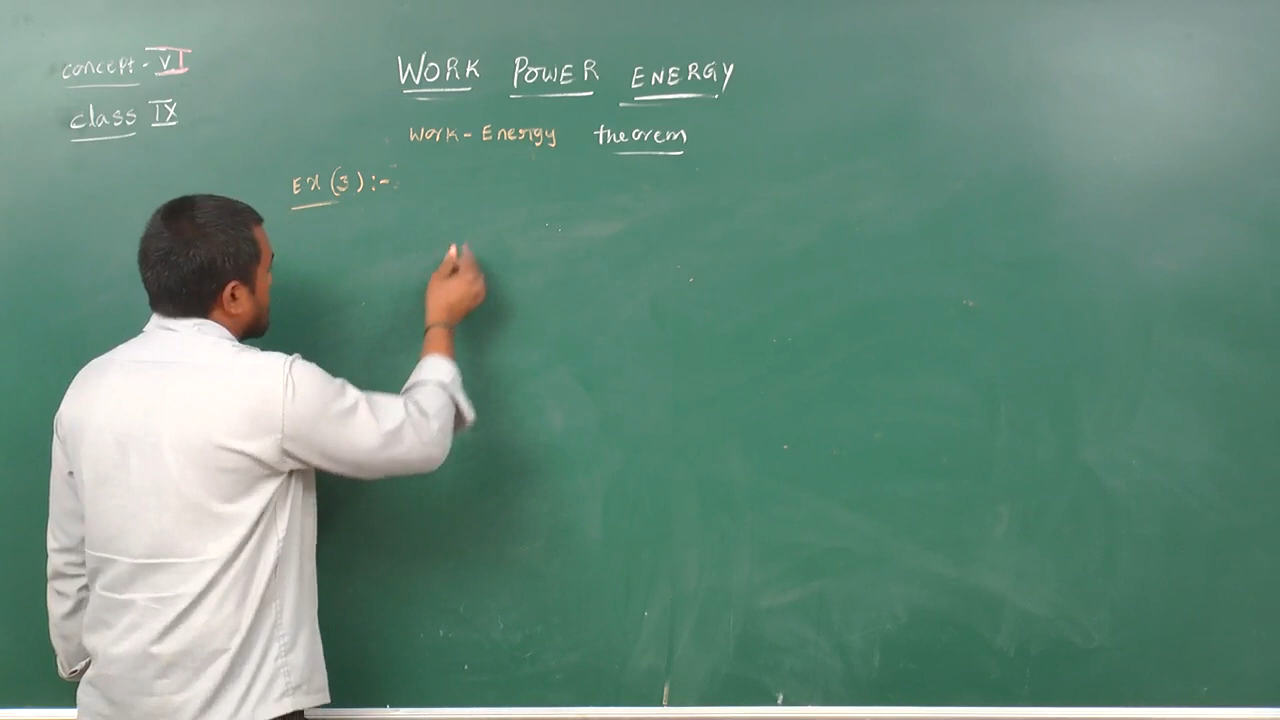 concept - VI
WORK POWER ENERGY
class IX
Work - Energy theorem
EX (3) :-